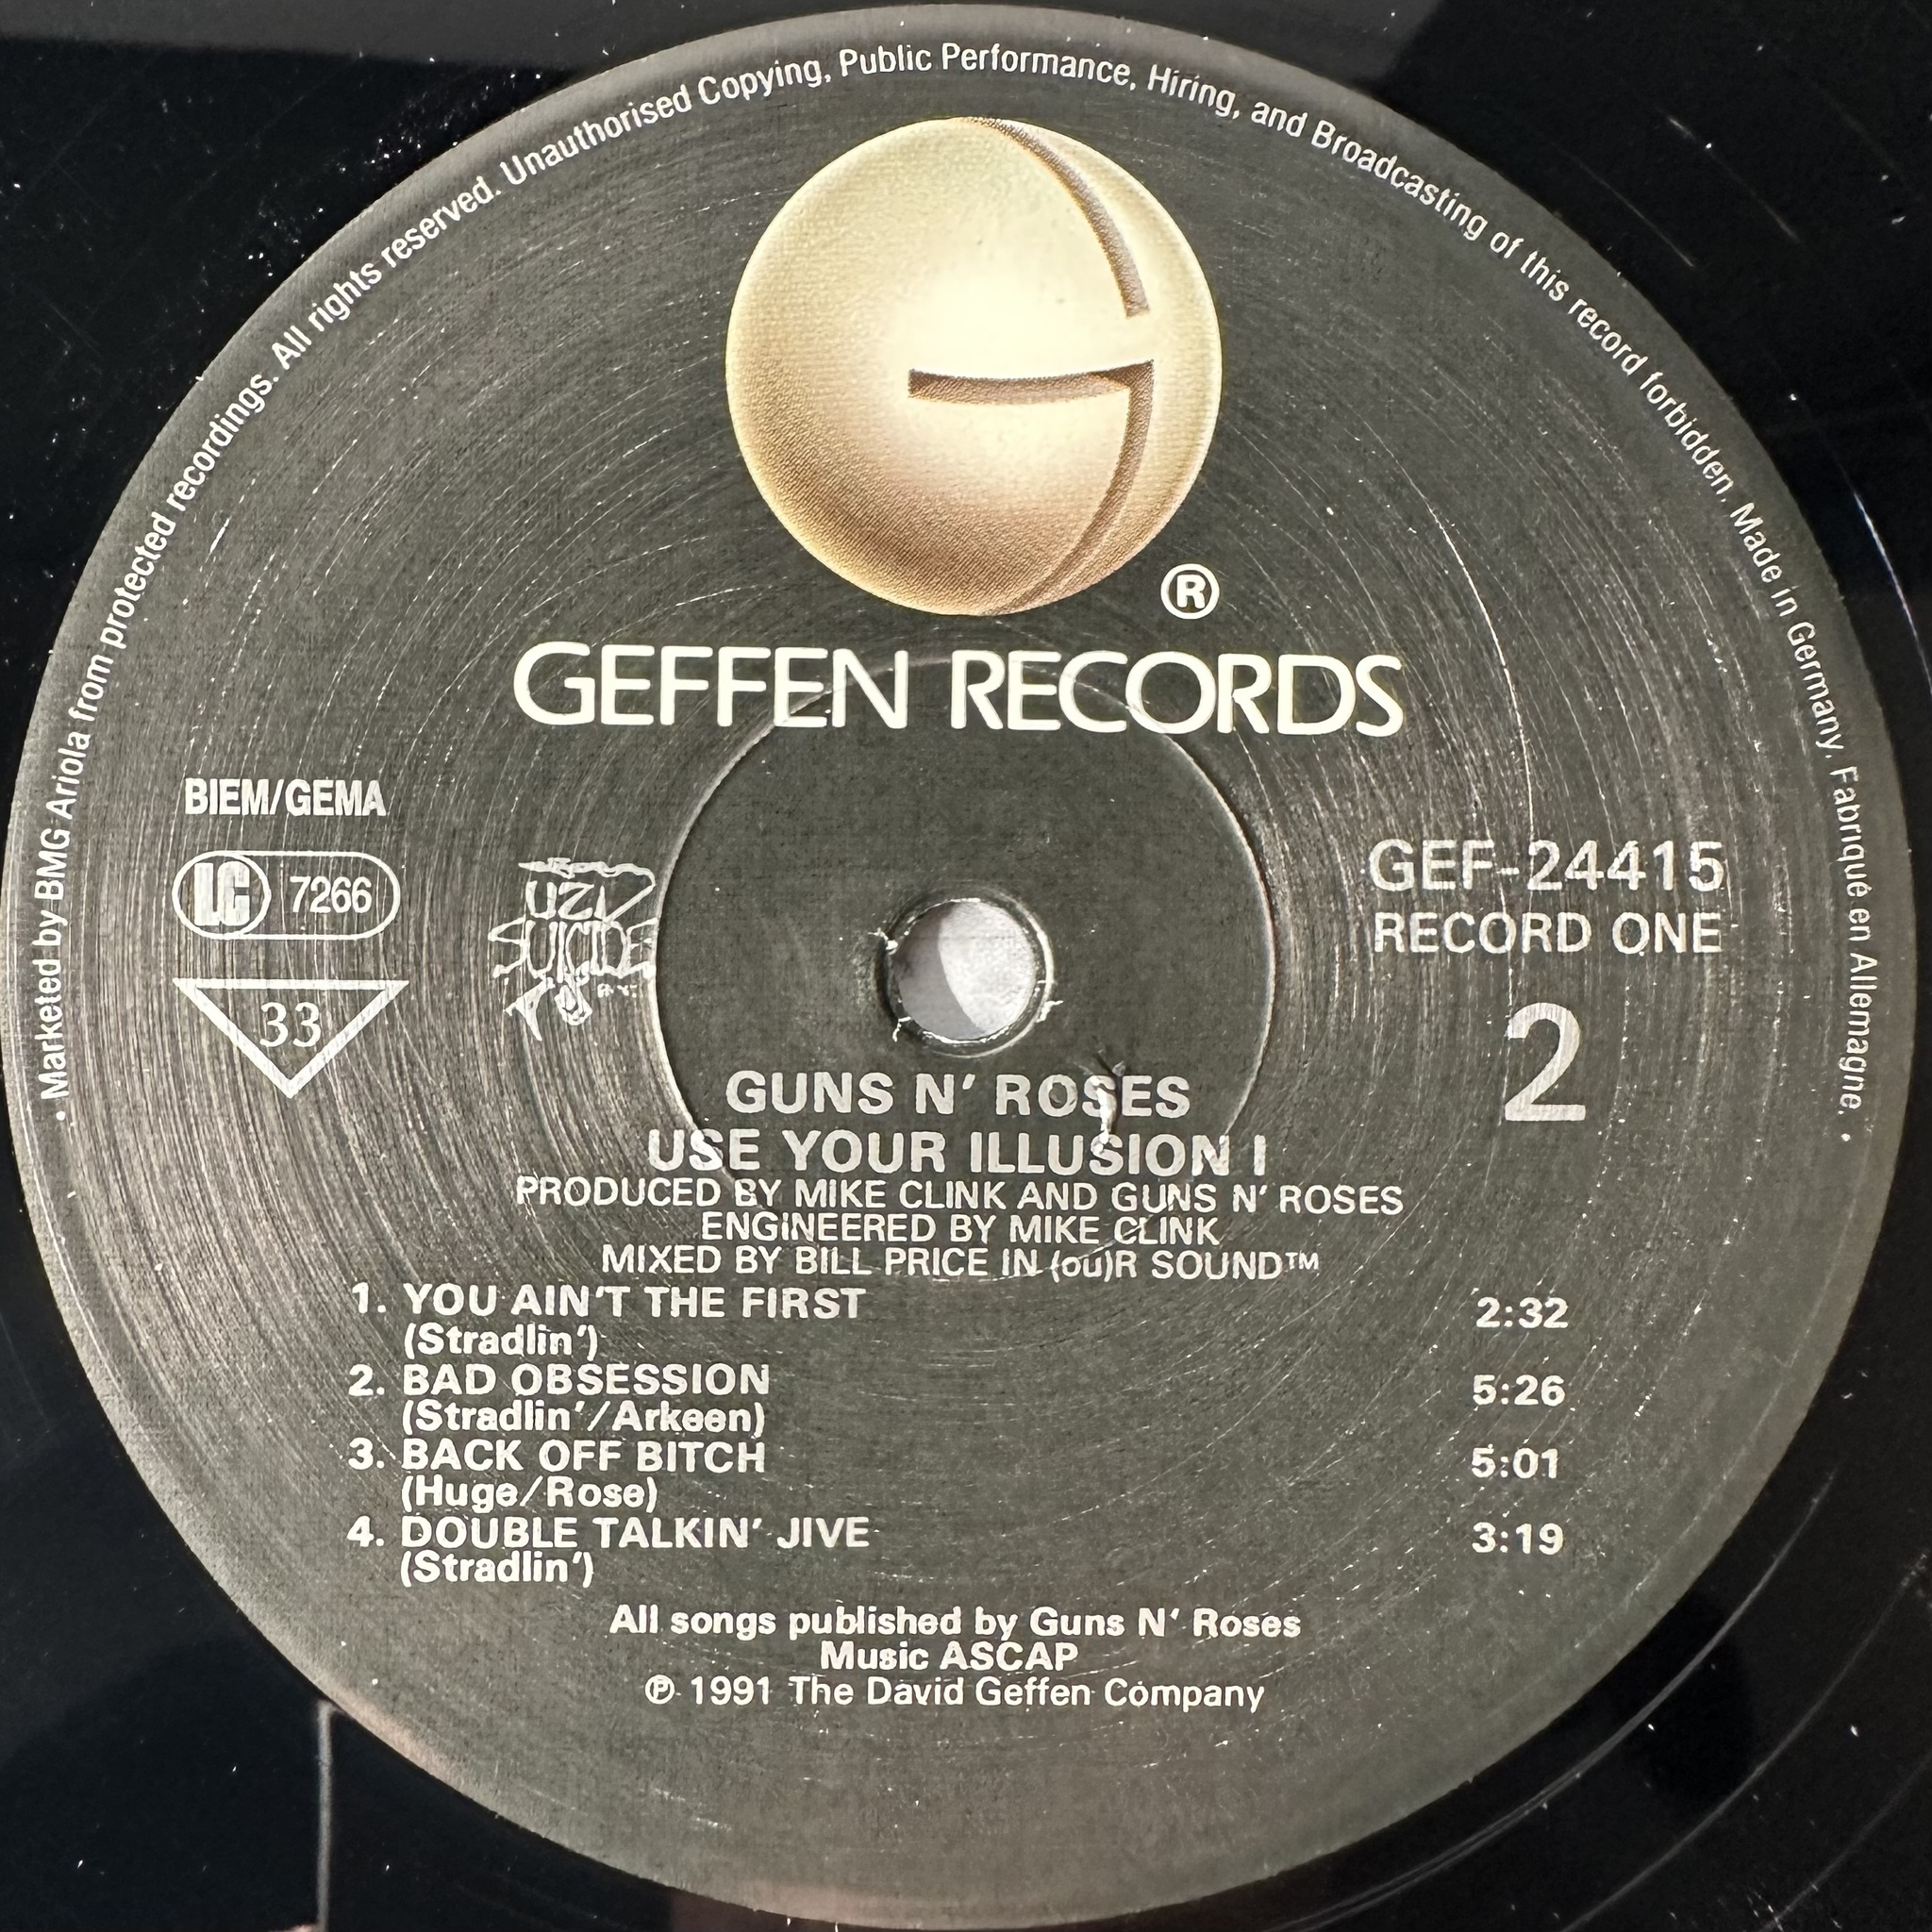 • Marketed by BMG Ariola from protected recordings. All rights reserved. Unauthorised Copying, Public Performance, Hiring, and Broadcasting of this record forbidden. Made in Germany, Fabriqué en Allemagne. •
®
GEFFEN RECORDS
BIEM/GEMA
LC 7266
33
UZI
SUICIDE
GEF-24415
RECORD ONE
2
GUNS N' ROSES
USE YOUR ILLUSION I
PRODUCED BY MIKE CLINK AND GUNS N' ROSES
ENGINEERED BY MIKE CLINK
MIXED BY BILL PRICE IN (ou)R SOUND™
1. YOU AIN'T THE FIRST 2:32
(Stradlin')
2. BAD OBSESSION 5:26
(Stradlin'/Arkeen)
3. BACK OFF BITCH 5:01
(Huge/Rose)
4. DOUBLE TALKIN' JIVE 3:19
(Stradlin')
All songs published by Guns N' Roses
Music ASCAP
℗ 1991 The David Geffen Company